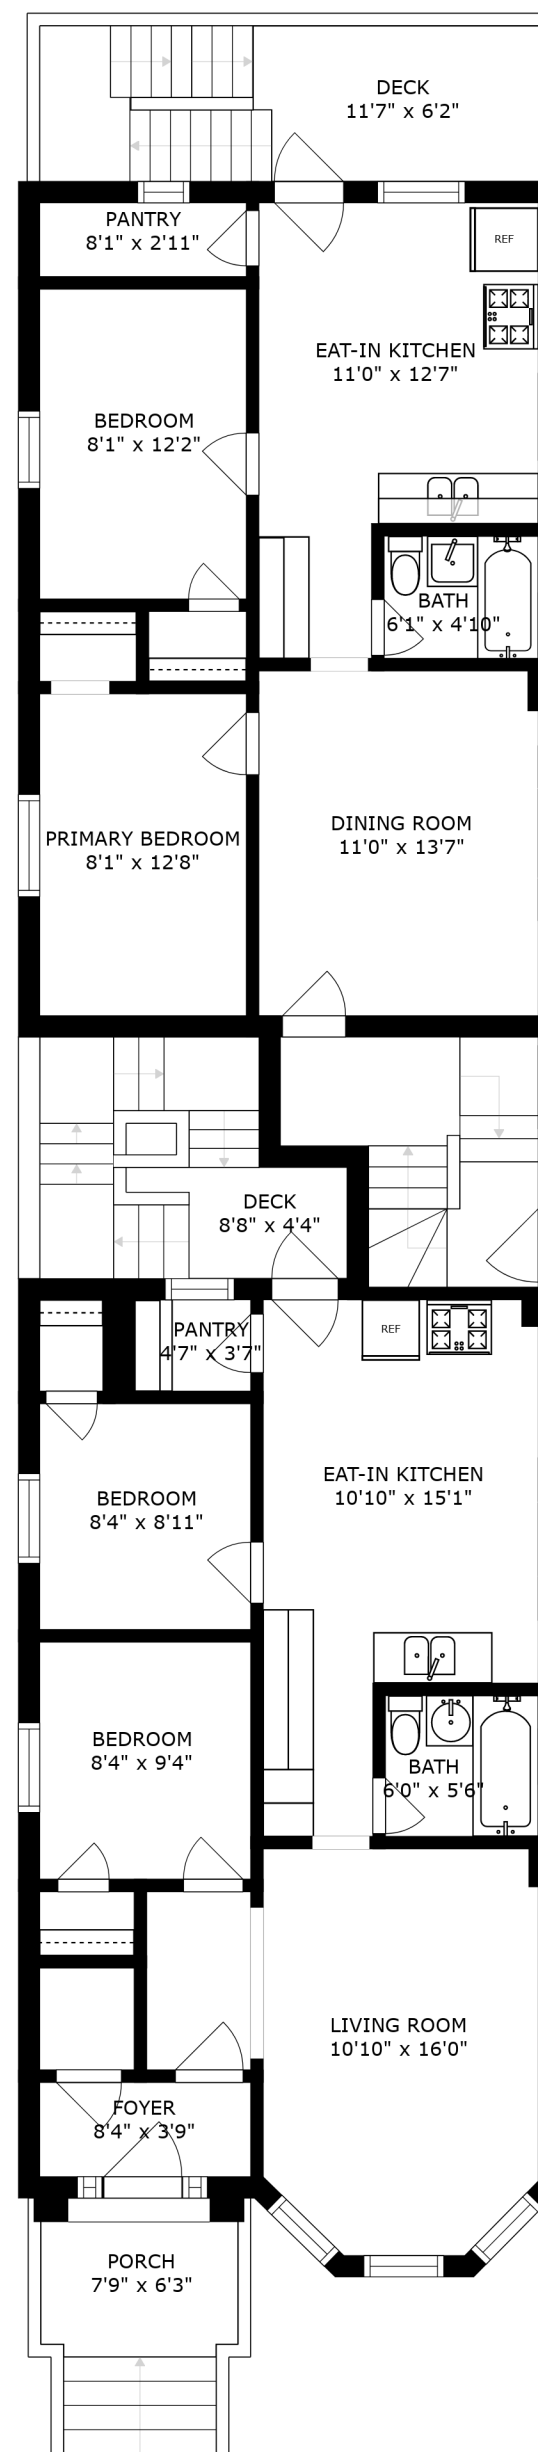 DECK
11'7" x 6'2"
PANTRY
8'1" x 2'11"
REF
EAT-IN KITCHEN
11'0" x 12'7"
BEDROOM
8'1" x 12'2"
BATH
6'1" x 4'10"
DINING ROOM
11'0" x 13'7"
PRIMARY BEDROOM
8'1" x 12'8"
DECK
8'8" x 4'4"
PANTRY
4'7" x 3'7"
REF
EAT-IN KITCHEN
10'10" x 15'1"
BEDROOM
8'4" x 8'11"
BEDROOM
8'4" x 9'4"
BATH
6'0" x 5'6"
LIVING ROOM
10'10" x 16'0"
FOYER
8'4" x 3'9"
PORCH
7'9" x 6'3"